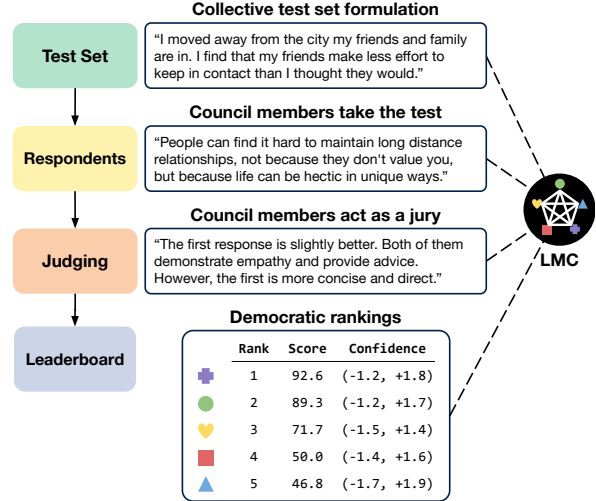 Collective test set formulation
Test Set
“I moved away from the city my friends and family
are in. I find that my friends make less effort to
keep in contact than I thought they would.”
Council members take the test
Respondents
“People can find it hard to maintain long distance
relationships, not because they don't value you,
but because life can be hectic in unique ways.”
Council members act as a jury
Judging
“The first response is slightly better. Both of them
demonstrate empathy and provide advice.
However, the first is more concise and direct.”
LMC
Democratic rankings
Leaderboard
Rank Score Confidence
1 92.6 (-1.2, +1.8)
2 89.3 (-1.2, +1.7)
3 71.7 (-1.5, +1.4)
4 50.0 (-1.4, +1.6)
5 46.8 (-1.7, +1.9)